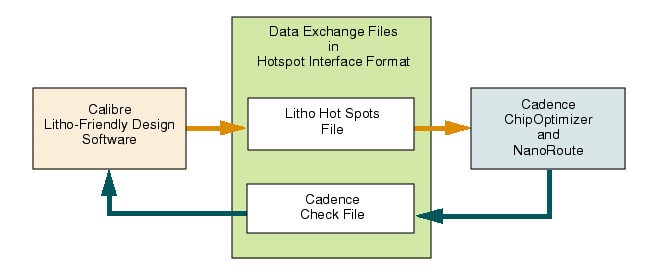 Data Exchange Files
in
Hotspot Interface Format
Calibre
Litho-Friendly Design
Software
Litho Hot Spots
File
Cadence
ChipOptimizer
and
NanoRoute
Cadence
Check File